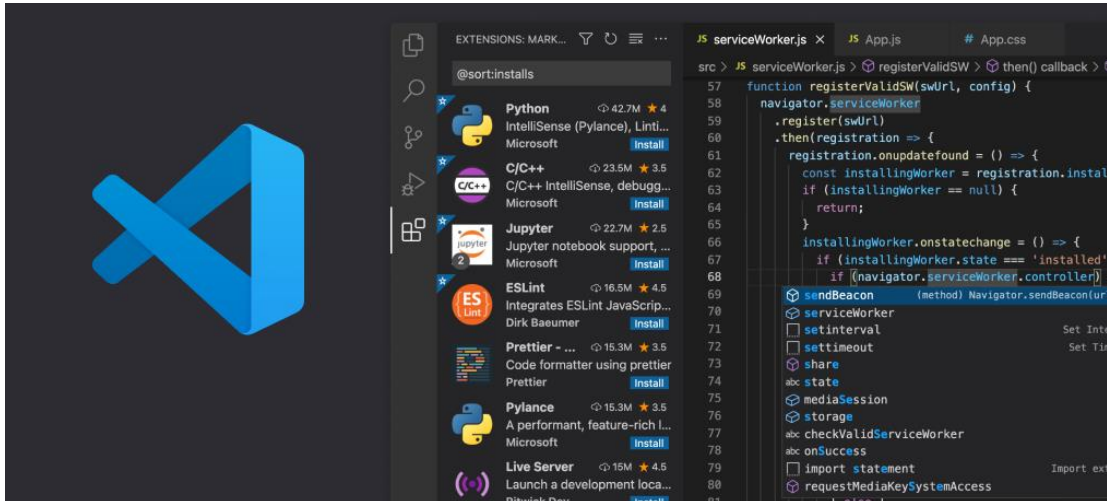 EXTENSIONS: MARK...
@sort:installs
Python 42.7M ★ 4
IntelliSense (Pylance), Linti...
Microsoft Install
C/C++ 23.5M ★ 3.5
C/C++
C/C++ IntelliSense, debugg...
Microsoft Install
Jupyter 22.7M ★ 2.5
jupyter
Jupyter notebook support, ...
2
Microsoft Install
ESLint 16.5M ★ 4.5
ES
Lint
Integrates ESLint JavaScrip...
Dirk Baeumer Install
Prettier - ... 15.3M ★ 3.5
Code formatter using prettier
Prettier Install
Pylance 15.3M ★ 3.5
A performant, feature-rich l...
Microsoft Install
Live Server 15M ★ 4.5
Launch a development loca...
JS serviceWorker.js ×
JS App.js
# App.css
src > JS serviceWorker.js > registerValidSW > then() callback >
57 function registerValidSW(swUrl, config) {
58 navigator.serviceWorker
59 .register(swUrl)
60 .then(registration => {
61 registration.onupdatefound = () => {
62 const installingWorker = registration.instal
63 if (installingWorker == null) {
64 return;
65 }
66 installingWorker.onstatechange = () => {
67 if (installingWorker.state === 'installed'
68 if (navigator.serviceWorker.controller)
69 sendBeacon (method) Navigator.sendBeacon(ur
70 serviceWorker
71 setinterval Set Inte
72 settimeout Set Tim
73 share
74 abc state
75 mediaSession
76 storage
77 abc checkValidServiceWorker
78 abc onSuccess
79 import statement Import ext
80 requestMediaKeySystemAccess